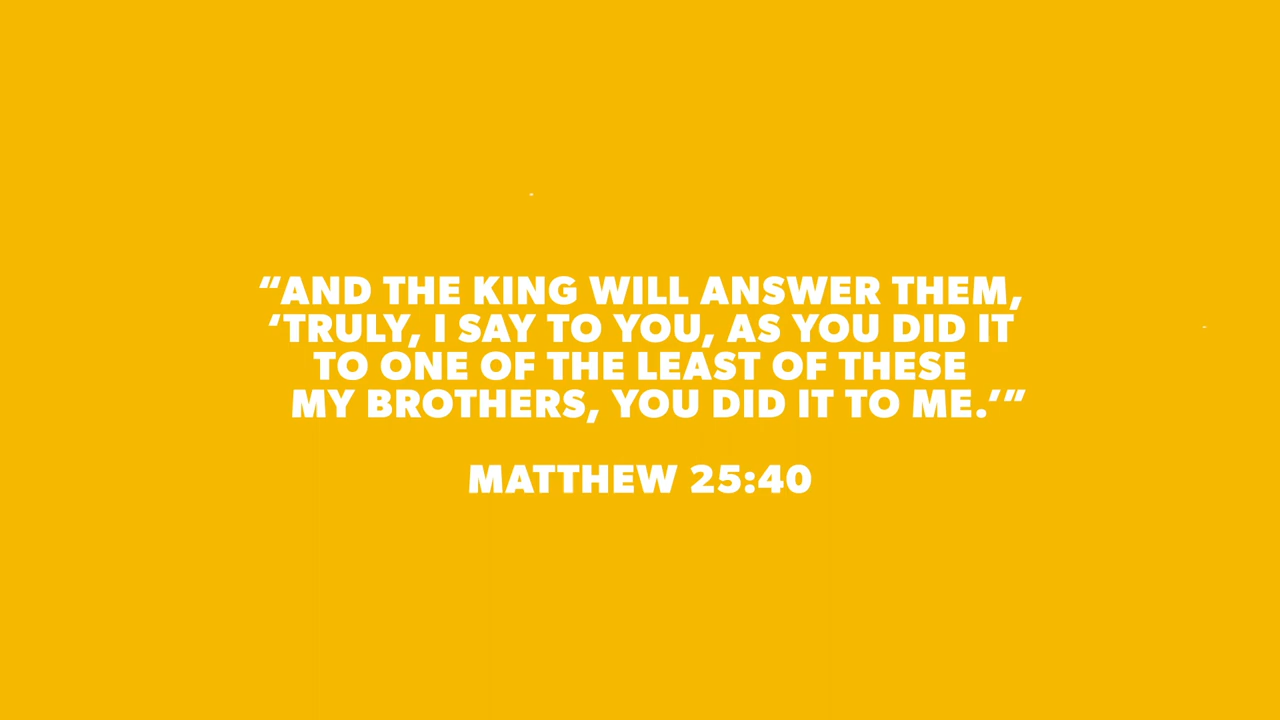 “AND THE KING WILL ANSWER THEM,
‘TRULY, I SAY TO YOU, AS YOU DID IT
TO ONE OF THE LEAST OF THESE
MY BROTHERS, YOU DID IT TO ME.’”
MATTHEW 25:40